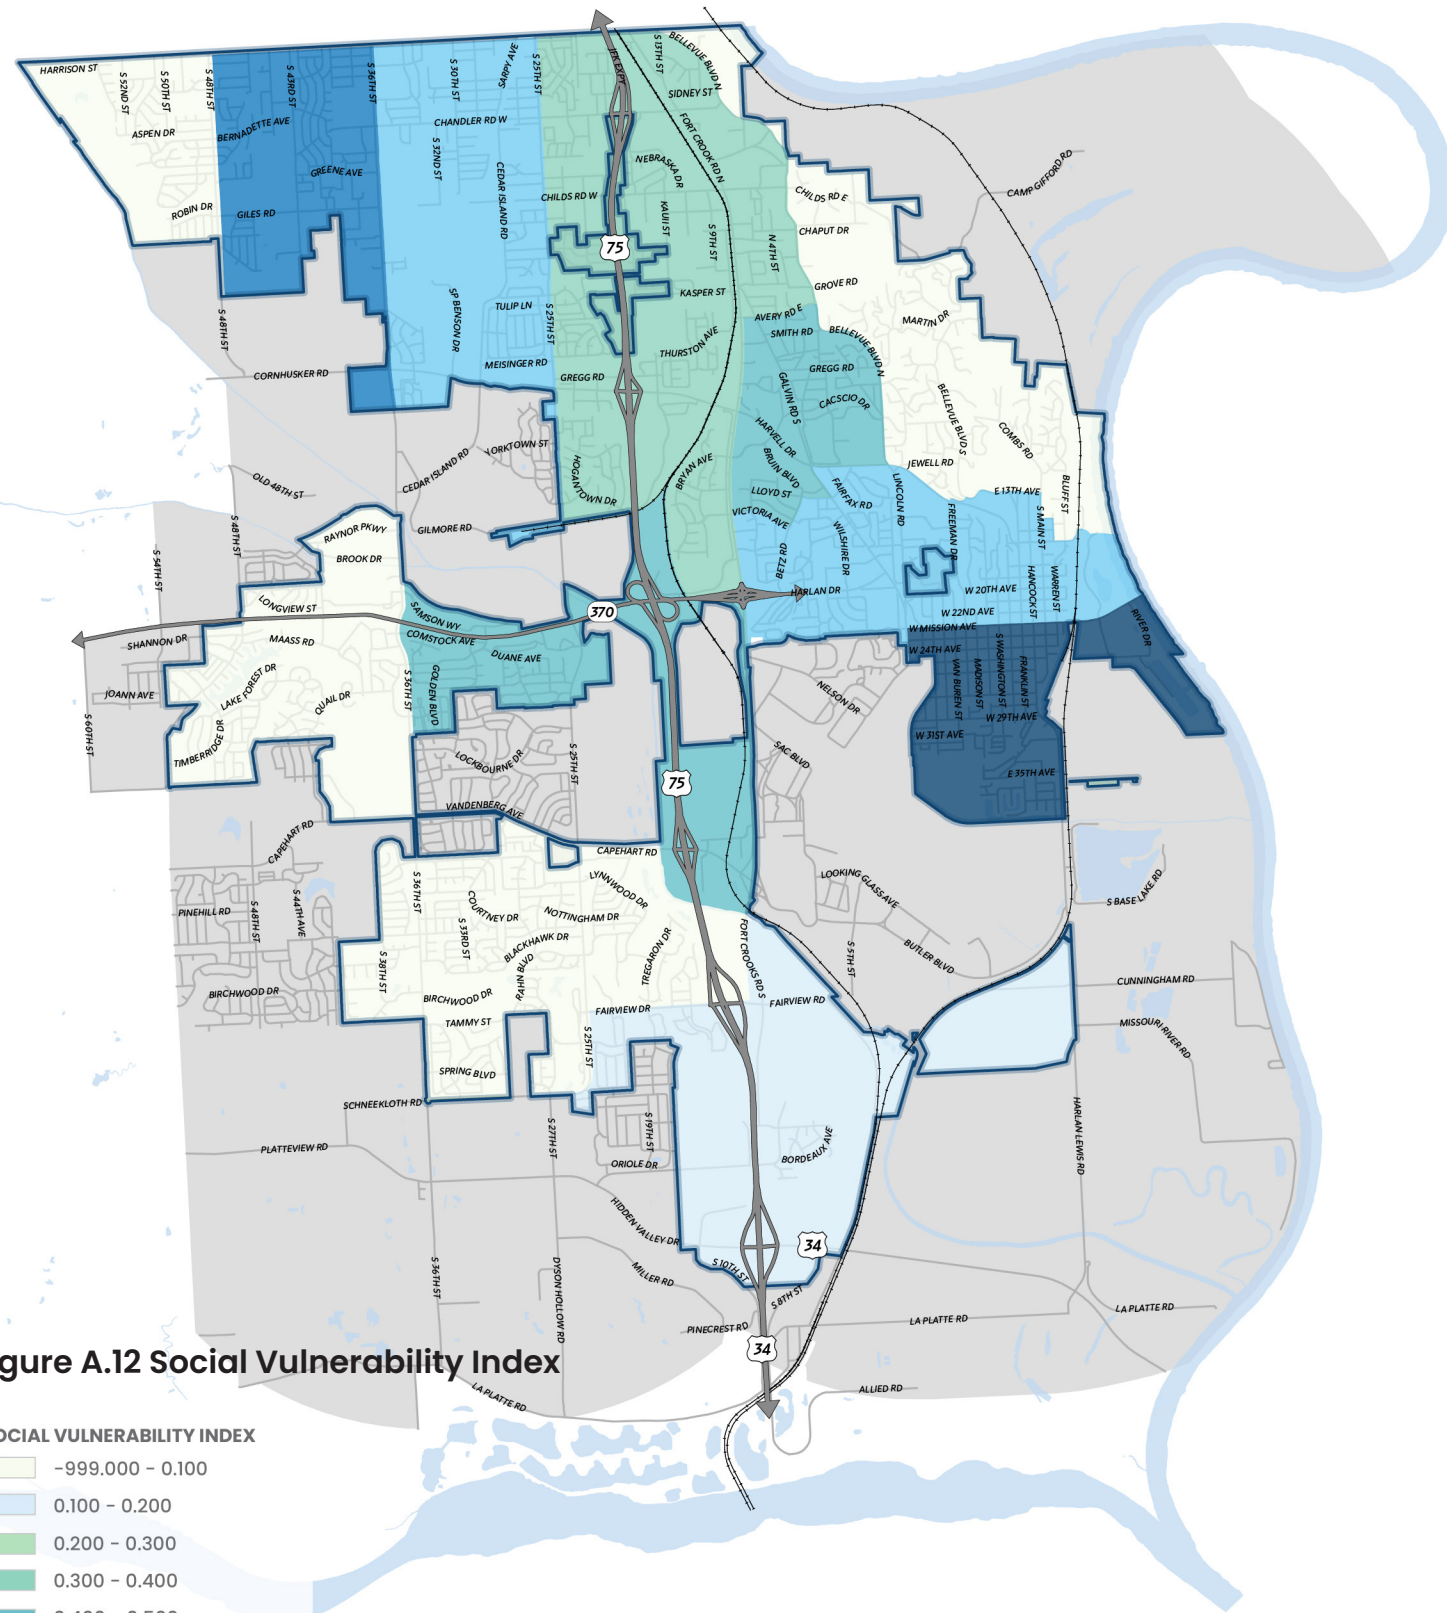 HARRISON ST
S 52ND ST
S 50TH ST
S 48TH ST
S 43RD ST
S 36TH ST
S 30TH ST
SARPY AVE
S 25TH ST
JFK EXPY
S 13TH ST
BELLEVUE BLVD N
SIDNEY ST
ASPEN DR
BERNADETTE AVE
CHANDLER RD W
S 32ND ST
FORT CROOK RD N
GREENE AVE
CEDAR ISLAND RD
NEBRASKA DR
CAMP GIFFORD RD
ROBIN DR
GILES RD
CHILDS RD W
KAUII ST
S 9TH ST
N 4TH ST
CHILDS RD E
CHAPUT DR
75
GROVE RD
SP BENSON DR
TULIP LN
S 25TH ST
KASPER ST
AVERY RD E
MARTIN DR
S 48TH ST
THURSTON AVE
SMITH RD
BELLEVUE BLVD N
MEISINGER RD
GREGG RD
GREGG RD
CORNHUSKER RD
GALVIN RD S
CACSCIO DR
BELLEVUE BLVD S
COMBS RD
HARVELL DR
YORKTOWN ST
CEDAR ISLAND RD
HOGANTOWN DR
BRYAN AVE
BRUIN BLVD
JEWELL RD
OLD 48TH ST
LLOYD ST
FAIRFAX RD
LINCOLN RD
E 13TH AVE
BLUFF ST
VICTORIA AVE
FREEMAN DR
S MAIN ST
RAYNOR PKWY
GILMORE RD
S 48TH ST
S 54TH ST
BROOK DR
BETZ RD
WILSHIRE DR
HARLAN DR
W 20TH AVE
HANCOCK ST
WARREN ST
LONGVIEW ST
SAMSON WY
370
W 22ND AVE
W MISSION AVE
RIVER DR
SHANNON DR
MAASS RD
COMSTOCK AVE
DUANE AVE
W 24TH AVE
VAN BUREN ST
MADISON ST
S WASHINGTON ST
FRANKLIN ST
JOANN AVE
LAKE FOREST DR
QUAIL DR
S 36TH ST
GOLDEN BLVD
NELSON DR
W 29TH AVE
S 60TH ST
TIMBERRIDGE DR
LOCKBOURNE DR
S 25TH ST
SAC BLVD
W 31ST AVE
E 35TH AVE
75
VANDENBERG AVE
CAPEHART RD
CAPEHART RD
LYNNWOOD DR
LOOKING GLASS AVE
S BASE LAKE RD
PINEHILL RD
S 48TH ST
S 44TH AVE
S 36TH ST
COURTNEY DR
NOTTINGHAM DR
S 33RD ST
BLACKHAWK DR
RAHN BLVD
TREGARON DR
FORT CROOKS RD S
S 5TH ST
BUTLER BLVD
S 38TH ST
BIRCHWOOD DR
BIRCHWOOD DR
CUNNINGHAM RD
FAIRVIEW DR
FAIRVIEW RD
TAMMY ST
S 25TH ST
MISSOURI RIVER RD
SPRING BLVD
SCHNEEKLOTH RD
S 27TH ST
S 19TH ST
HARLAN LEWIS RD
PLATTEVIEW RD
ORIOLE DR
BORDEAUX AVE
HIDDEN VALLEY DR
34
S 36TH ST
DYSON HOLLOW RD
MILLER RD
S 10TH ST
S 8TH ST
PINECREST RD
LA PLATTE RD
LA PLATTE RD
34
gure A.12 Social Vulnerability Index
LA PLATTE RD
ALLIED RD
OCIAL VULNERABILITY INDEX
-999.000 - 0.100
0.100 - 0.200
0.200 - 0.300
0.300 - 0.400